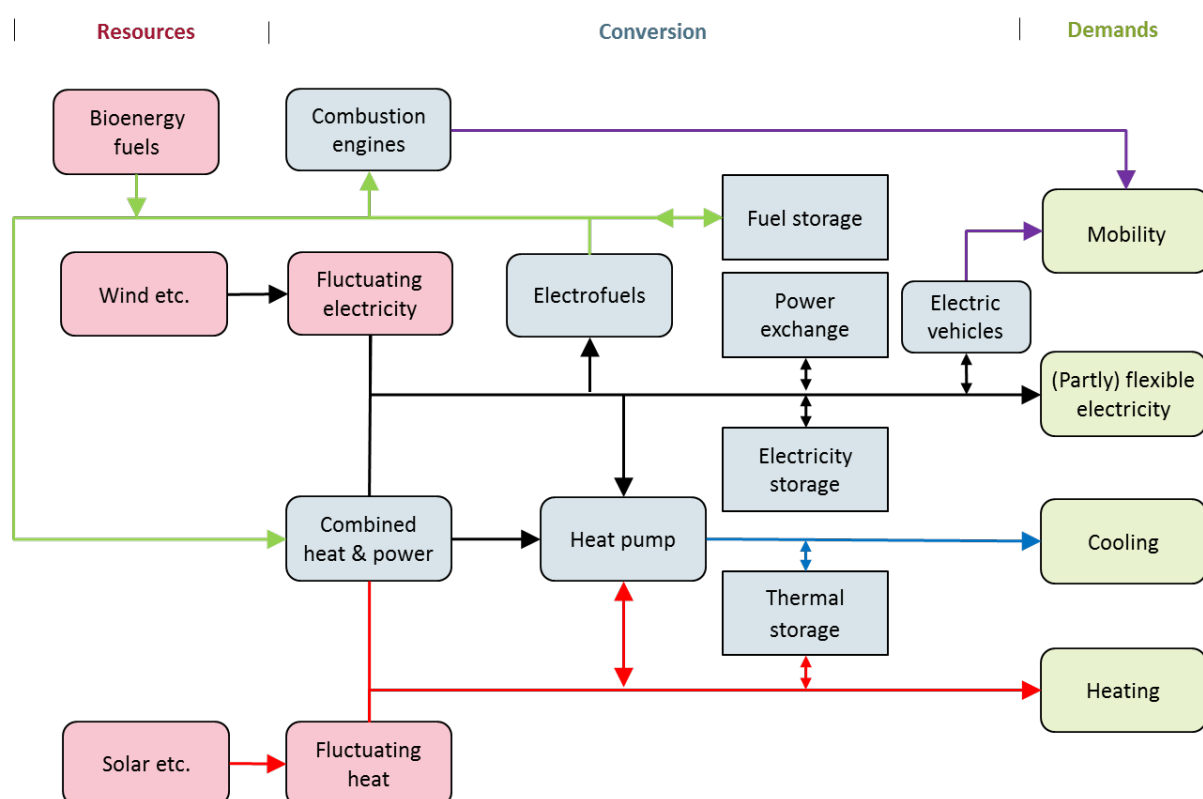 Resources
Conversion
Demands
Bioenergy
fuels
Combustion
engines
Fuel storage
Mobility
Wind etc.
Fluctuating
electricity
Electrofuels
Power
exchange
Electric
vehicles
(Partly) flexible
electricity
Electricity
storage
Combined
heat & power
Heat pump
Cooling
Thermal
storage
Heating
Solar etc.
Fluctuating
heat